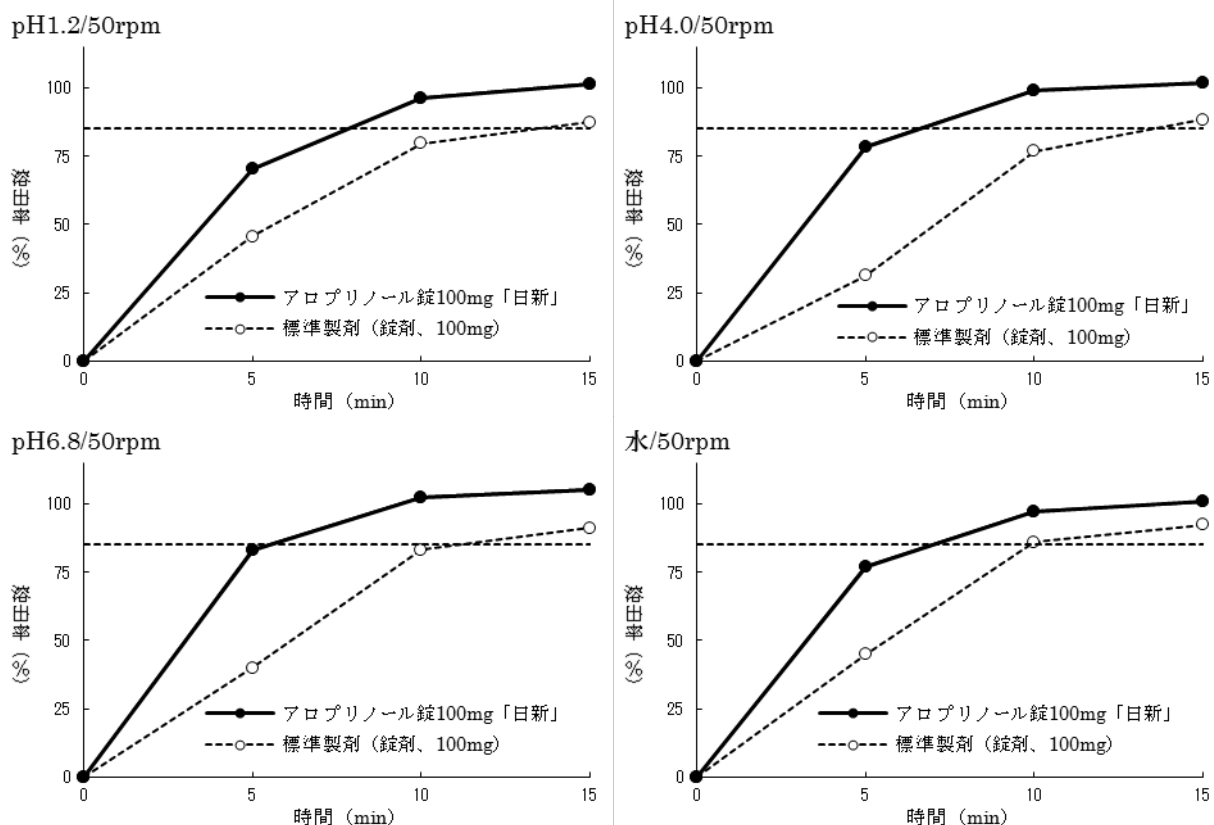 pH1.2/50rpm
100
75
50
25
0
溶出率(%)
アロプリノール錠100mg「日新」
標準製剤(錠剤、100mg)
0 5 10 15
時間(min)
pH4.0/50rpm
100
75
50
25
0
溶出率(%)
アロプリノール錠100mg「日新」
標準製剤(錠剤、100mg)
0 5 10 15
時間(min)
pH6.8/50rpm
100
75
50
25
0
溶出率(%)
アロプリノール錠100mg「日新」
標準製剤(錠剤、100mg)
0 5 10 15
時間(min)
水/50rpm
100
75
50
25
0
溶出率(%)
アロプリノール錠100mg「日新」
標準製剤(錠剤、100mg)
0 5 10 15
時間(min)